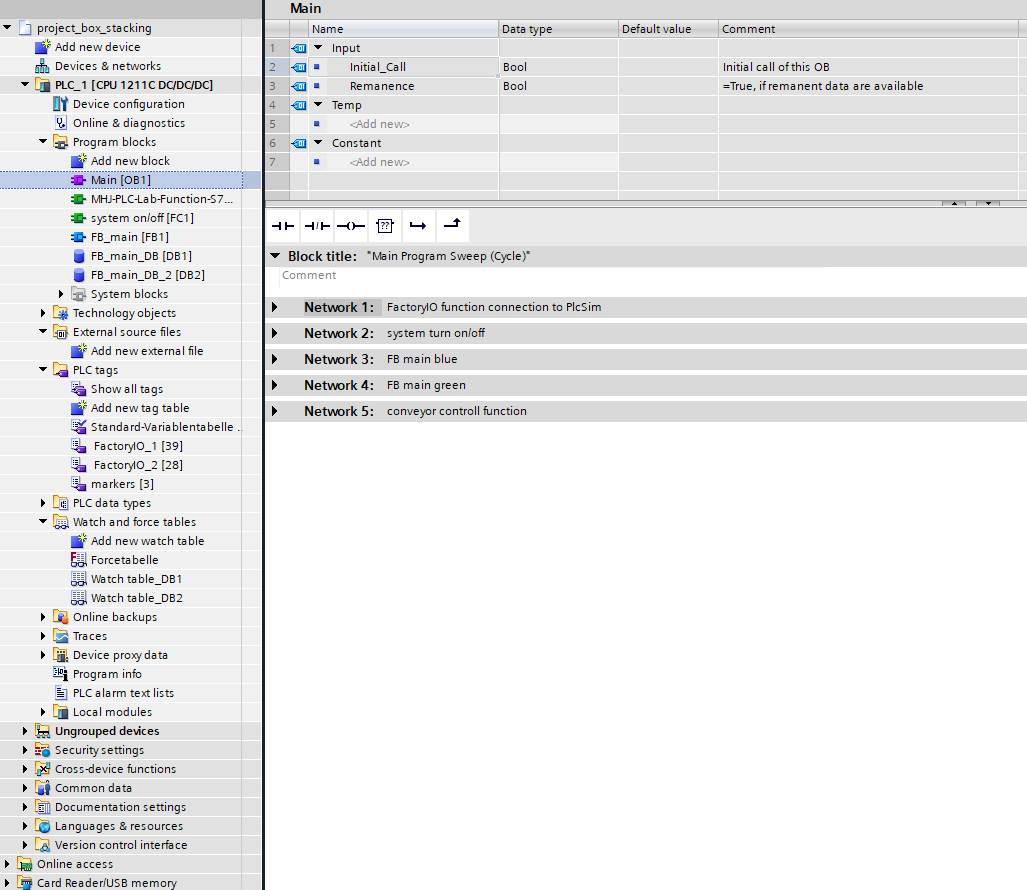 project_box_stacking
Add new device
Devices & networks
PLC_1 [CPU 1211C DC/DC/DC]
Device configuration
Online & diagnostics
Program blocks
Add new block
Main [OB1]
MHJ-PLC-Lab-Function-S7...
system on/off [FC1]
FB_main [FB1]
FB_main_DB [DB1]
FB_main_DB_2 [DB2]
System blocks
Technology objects
External source files
Add new external file
PLC tags
Show all tags
Add new tag table
Standard-Variablentabelle ..
FactoryIO_1 [39]
FactoryIO_2 [28]
markers [3]
PLC data types
Watch and force tables
Add new watch table
Forcetabelle
Watch table_DB1
Watch table_DB2
Online backups
Traces
Device proxy data
Program info
PLC alarm text lists
Local modules
Ungrouped devices
Security settings
Cross-device functions
Common data
Documentation settings
Languages & resources
Version control interface
Online access
Card Reader/USB memory
Main
Name Data type Default value Comment
1 Input
2 Initial_Call Bool Initial call of this OB
3 Remanence Bool =True, if remanent data are available
4 Temp
5 <Add new>
6 Constant
7 <Add new>
??
Block title: "Main Program Sweep (Cycle)"
Comment
Network 1: FactoryIO function connection to PlcSim
Network 2: system turn on/off
Network 3: FB main blue
Network 4: FB main green
Network 5: conveyor controll function